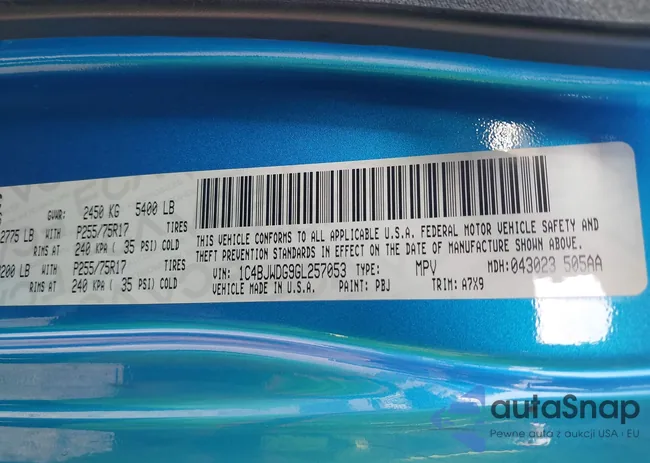 GVWR: 2450 KG 5400 LB
2775 LB WITH P255/75R17 TIRES
RIMS AT 240 KPA ( 35 PSI) COLD
200 LB WITH P255/75R17 TIRES
RIMS AT 240 KPA ( 35 PSI) COLD
THIS VEHICLE CONFORMS TO ALL APPLICABLE U.S.A. FEDERAL MOTOR VEHICLE SAFETY AND
THEFT PREVENTION STANDARDS IN EFFECT ON THE DATE OF MANUFACTURE SHOWN ABOVE.
VIN: 1C4BJWDG9GL257053 TYPE: MPV MDH: 043023 505AA
VEHICLE MADE IN U.S.A. PAINT: PBJ TRIM: A7X9
autaSnap
Pewne auta z aukcji USA i EU